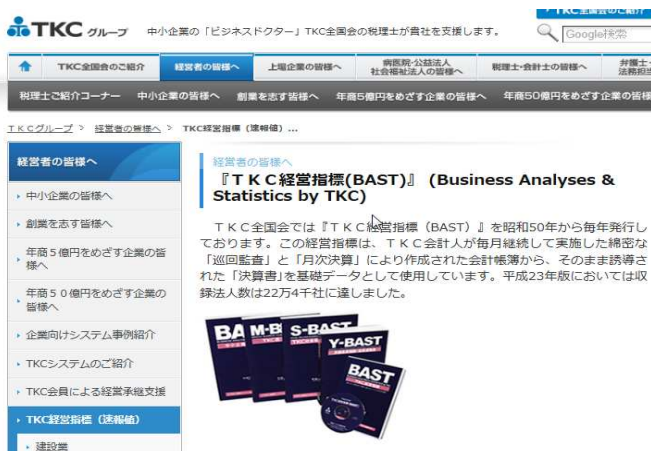 TKC グループ 中小企業の「ビジネスドクター」TKC全国会の税理士が貴社を支援します。
Google検索
TKC全国会のご紹介 経営者の皆様へ 上場企業の皆様へ 病医院・公益法人 社会福祉法人の皆様へ 税理士・会計士の皆様へ
税理士ご紹介コーナー 中小企業の皆様へ 創業を志す皆様へ 年商5億円をめざす企業の皆様へ 年商50億円をめざす企業の皆様
TKCグループ > 経営者の皆様へ > TKC経営指標(速報値)...
経営者の皆様へ
中小企業の皆様へ
創業を志す皆様へ
年商5億円をめざす企業の皆
様へ
年商50億円をめざす企業の
皆様へ
企業向けシステム事例紹介
TKCシステムのご紹介
TKC会員による経営承継支援
TKC経営指標(速報値)
建設業
経営者の皆様へ
『TKC経営指標(BAST)』 (Business Analyses &
Statistics by TKC)
TKC全国会では『TKC経営指標(BAST)』を昭和50年から毎年発行し
ております。この経営指標は、TKC会計人が毎月継続して実施した綿密な
「巡回監査」と「月次決算」により作成された会計帳簿から、そのまま誘導さ
れた「決算書」を基礎データとして使用しています。平成23年版においては収
録法人数は22万4千社に達しました。
BA
M-B
S-BAST
Y-BAST
BAST